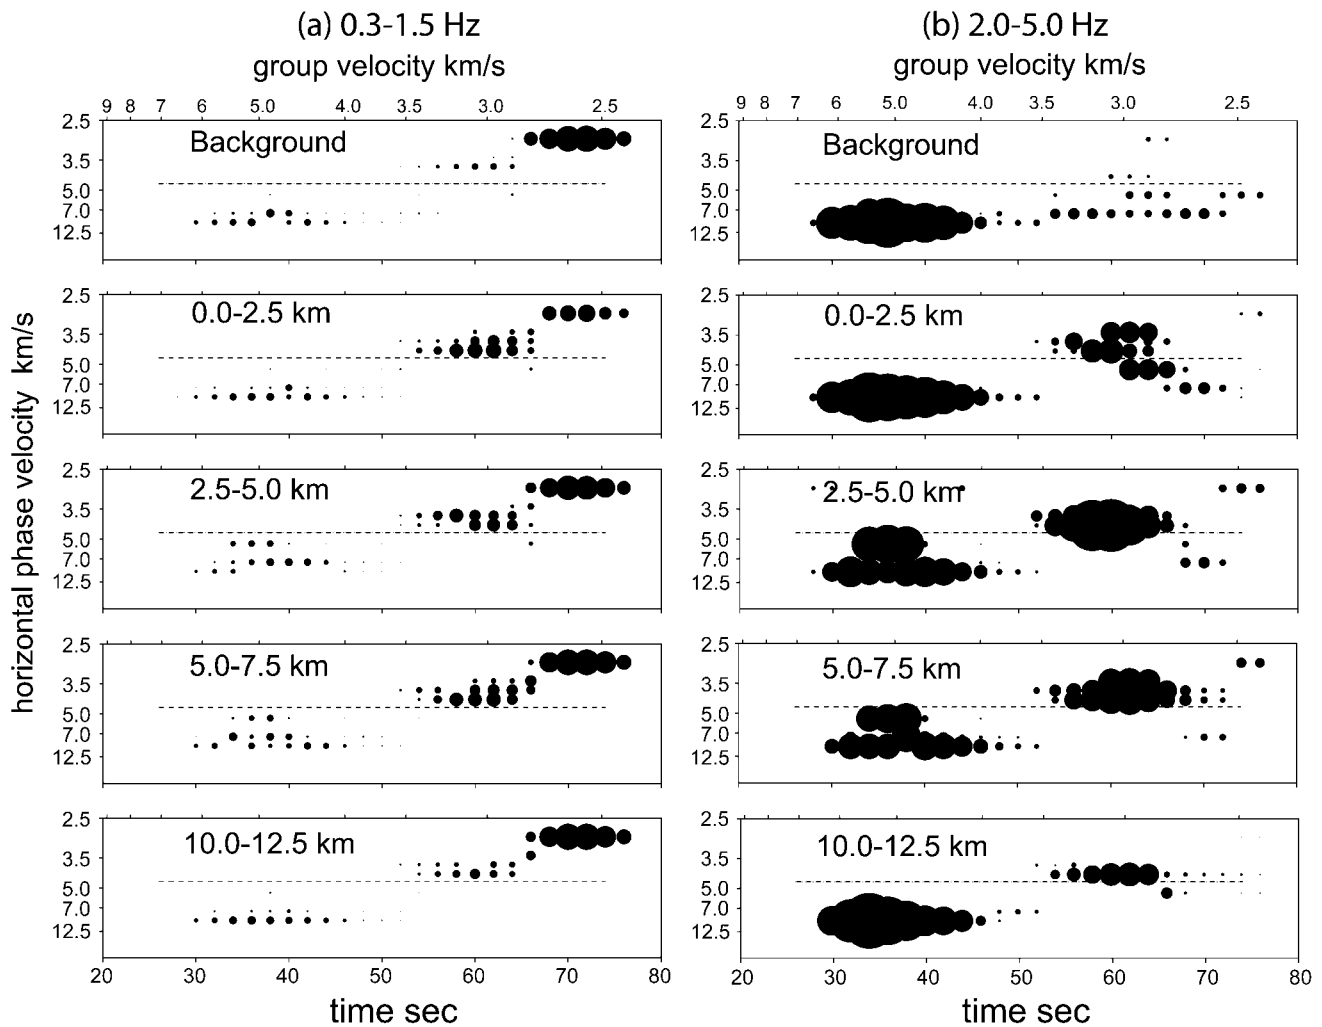 (a) 0.3-1.5 Hz
group velocity km/s
9 8 7 6 5.0 4.0 3.5 3.0 2.5
(b) 2.0-5.0 Hz
group velocity km/s
9 8 7 6 5.0 4.0 3.5 3.0 2.5
horizontal phase velocity km/s
Background
2.5
3.5
5.0
7.0
12.5
Background
2.5
3.5
5.0
7.0
12.5
0.0-2.5 km
2.5
3.5
5.0
7.0
12.5
0.0-2.5 km
2.5
3.5
5.0
7.0
12.5
2.5-5.0 km
2.5
3.5
5.0
7.0
12.5
2.5-5.0 km
2.5
3.5
5.0
7.0
12.5
5.0-7.5 km
2.5
3.5
5.0
7.0
12.5
5.0-7.5 km
2.5
3.5
5.0
7.0
12.5
10.0-12.5 km
2.5
3.5
5.0
7.0
12.5
10.0-12.5 km
2.5
3.5
5.0
7.0
12.5
20 30 40 50 60 70 80
time sec
20 30 40 50 60 70 80
time sec